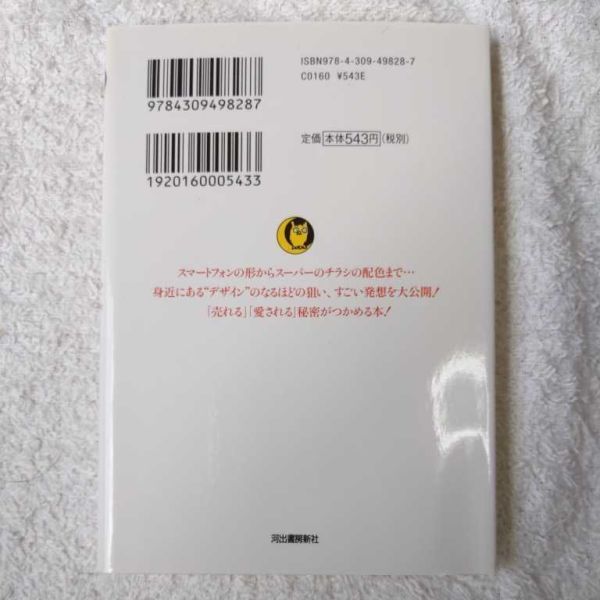 ISBN978-4-309-49828-7
C0160 ¥543E
9784309498287
定価 本体543円(税別)
1920160005433
スマートフォンの形からスーパーのチラシの配色まで…
身近にある“デザイン”のなるほどの狙い、すごい発想を大公開!
「売れる」「愛される」秘密がつかめる本!
河出書房新社